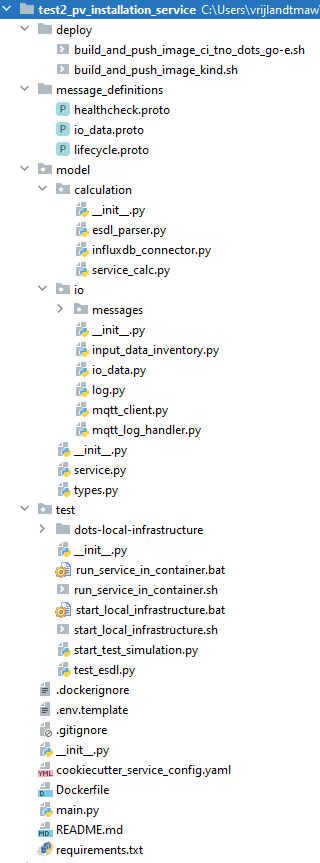 test2_pv_installation_service C:\Users\vrijlandtmaw
deploy
build_and_push_image_ci_tno_dots_go-e.sh
build_and_push_image_kind.sh
message_definitions
healthcheck.proto
io_data.proto
lifecycle.proto
model
calculation
__init__.py
esdl_parser.py
influxdb_connector.py
service_calc.py
io
messages
__init__.py
input_data_inventory.py
io_data.py
log.py
mqtt_client.py
mqtt_log_handler.py
__init__.py
service.py
types.py
test
dots-local-infrastructure
__init__.py
run_service_in_container.bat
run_service_in_container.sh
start_local_infrastructure.bat
start_local_infrastructure.sh
start_test_simulation.py
test_esdl.py
.dockerignore
.env.template
.gitignore
__init__.py
cookiecutter_service_config.yaml
Dockerfile
main.py
README.md
requirements.txt